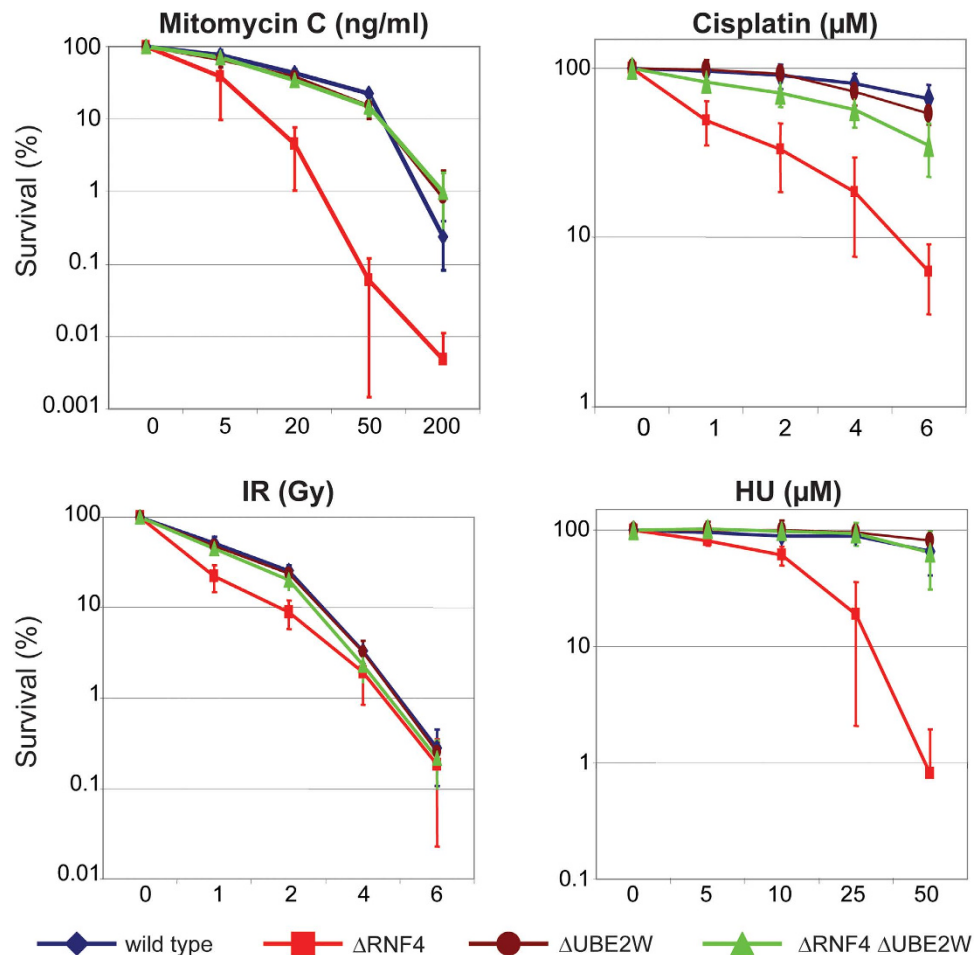 Mitomycin C (ng/ml)
Survival (%)
100
10
1
0.1
0.01
0.001
0 5 20 50 200
Cisplatin (µM)
100
10
1
0 1 2 4 6
IR (Gy)
Survival (%)
100
10
1
0.1
0.01
0 1 2 4 6
HU (µM)
100
10
1
0.1
0 5 10 25 50
wild type ΔRNF4 ΔUBE2W ΔRNF4 ΔUBE2W